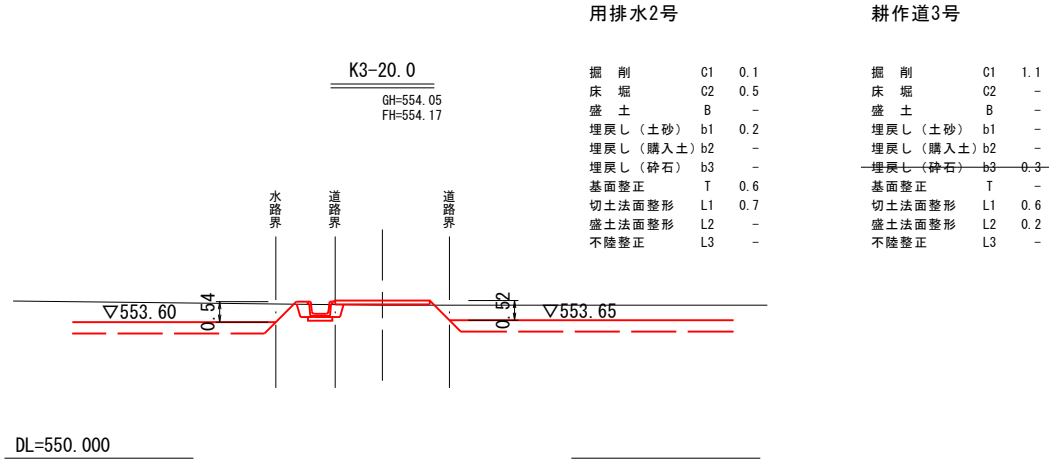 用排水2号
掘 削 C1 0.1
床 堀 C2 0.5
盛 土 B -
埋戻し（土砂） b1 0.2
埋戻し（購入土） b2 -
埋戻し（砕石） b3 -
基面整正 T 0.6
切土法面整形 L1 0.7
盛土法面整形 L2 -
不陸整正 L3 -
耕作道3号
掘 削 C1 1.1
床 堀 C2 -
盛 土 B -
埋戻し（土砂） b1 -
埋戻し（購入土） b2 -
埋戻し（砕石） b3 0.3
基面整正 T -
切土法面整形 L1 0.6
盛土法面整形 L2 0.2
不陸整正 L3 -
K3-20.0
GH=554.05
FH=554.17
水路界
道路界
道路界
▽553.60
0.54
0.52
▽553.65
DL=550.000